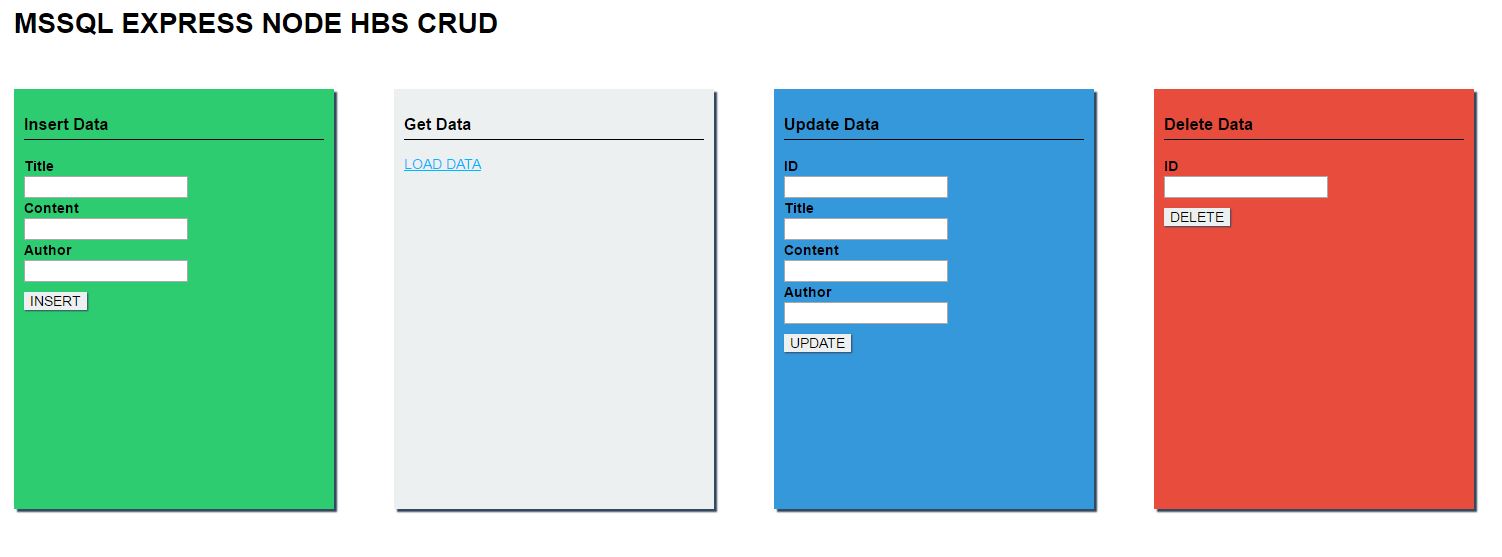 MSSQL EXPRESS NODE HBS CRUD
Insert Data
Title
Content
Author
INSERT
Get Data
LOAD DATA
Update Data
ID
Title
Content
Author
UPDATE
Delete Data
ID
DELETE